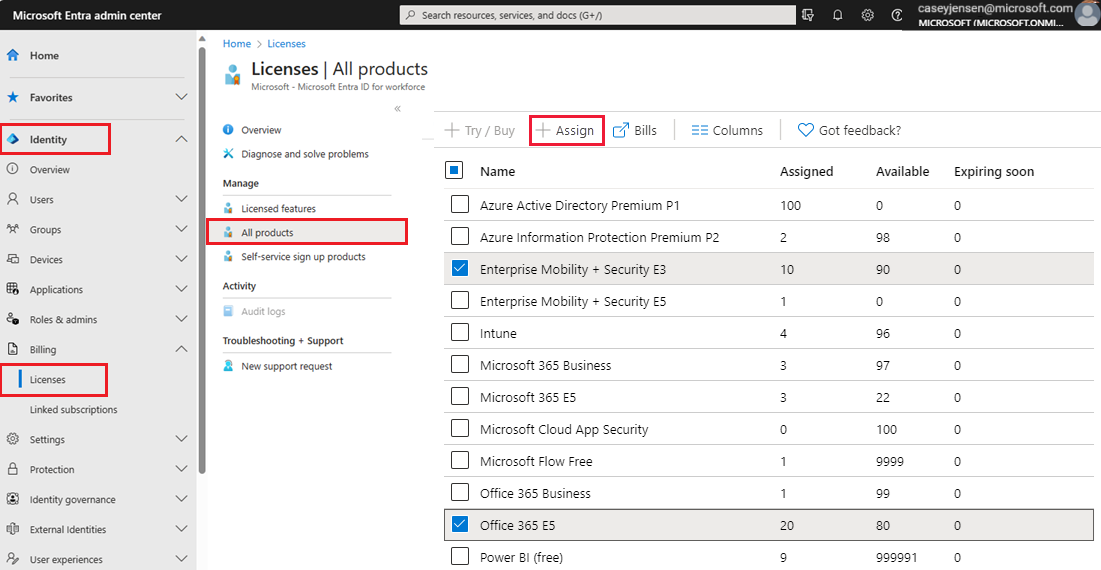 Microsoft Entra admin center
Search resources, services, and docs (G+/)
caseyjensen@microsoft.com
MICROSOFT (MICROSOFT.ONMI...
Home
Favorites
Identity
Overview
Users
Groups
Devices
Applications
Roles & admins
Billing
Licenses
Linked subscriptions
Settings
Protection
Identity governance
External Identities
User experiences
Home > Licenses
Licenses | All products
Microsoft - Microsoft Entra ID for workforce
«
Overview
Diagnose and solve problems
Manage
Licensed features
All products
Self-service sign up products
Activity
Audit logs
Troubleshooting + Support
New support request
+ Try / Buy + Assign Bills Columns Got feedback?
Name Assigned Available Expiring soon
Azure Active Directory Premium P1 100 0 0
Azure Information Protection Premium P2 2 98 0
Enterprise Mobility + Security E3 10 90 0
Enterprise Mobility + Security E5 1 0 0
Intune 4 96 0
Microsoft 365 Business 3 97 0
Microsoft 365 E5 3 22 0
Microsoft Cloud App Security 0 100 0
Microsoft Flow Free 1 9999 0
Office 365 Business 1 99 0
Office 365 E5 20 80 0
Power BI (free) 9 999991 0